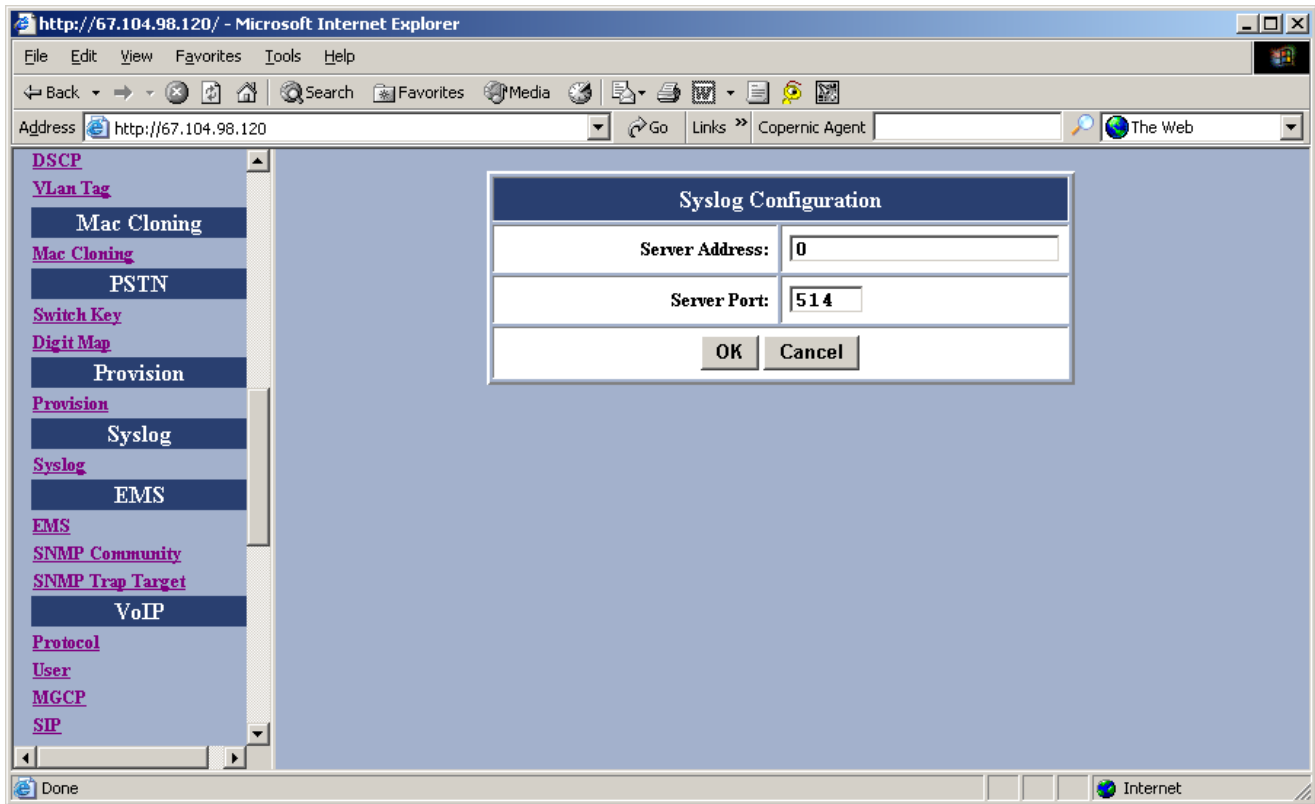 http://67.104.98.120/ - Microsoft Internet Explorer
File Edit View Favorites Tools Help
Back Search Favorites Media
Address http://67.104.98.120 Go Links » Copernic Agent The Web
DSCP
VLan Tag
Mac Cloning
Mac Cloning
PSTN
Switch Key
Digit Map
Provision
Provision
Syslog
Syslog
EMS
EMS
SNMP Community
SNMP Trap Target
VoIP
Protocol
User
MGCP
SIP
Syslog Configuration
Server Address: 0
Server Port: 514
OK Cancel
Done Internet